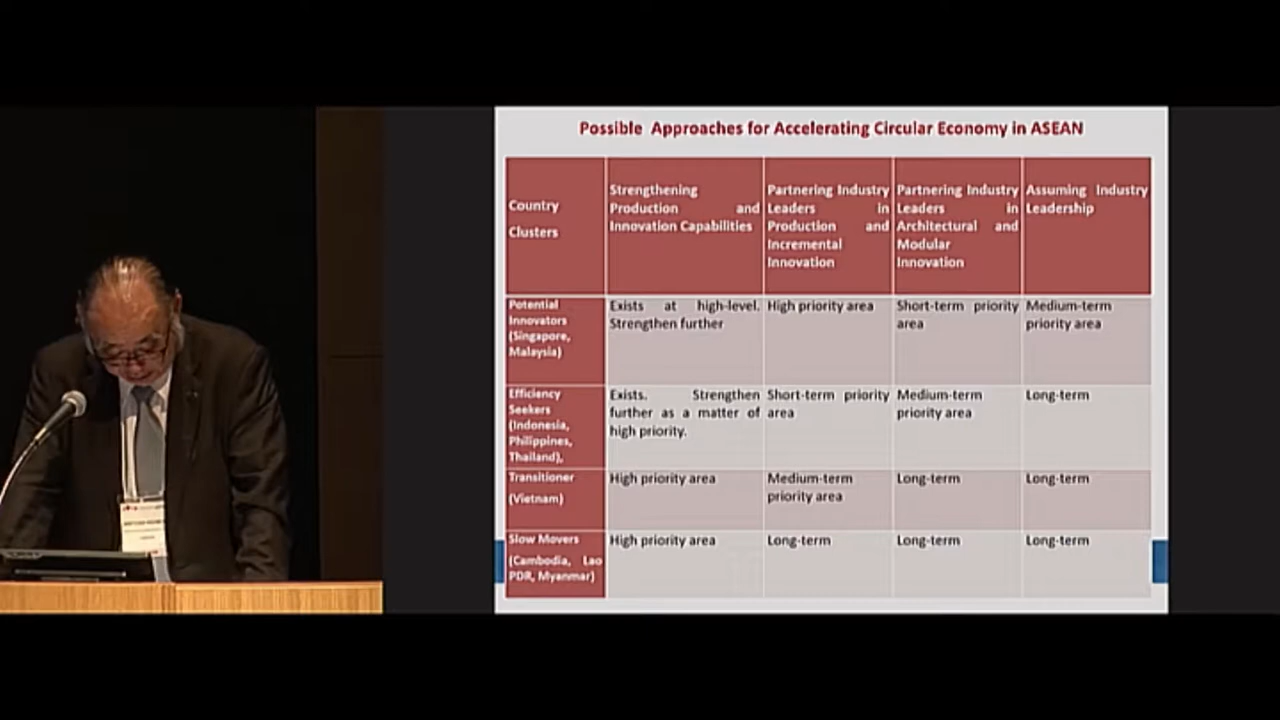 Possible Approaches for Accelerating Circular Economy in ASEAN
Country
Clusters
Strengthening
Production and
Innovation Capabilities
Partnering Industry
Leaders in
Production and
Incremental
Innovation
Partnering Industry
Leaders in
Architectural and
Modular
Innovation
Assuming Industry
Leadership
Potential
Innovators
(Singapore,
Malaysia)
Exists at high-level.
Strengthen further
High priority area
Short-term priority
area
Medium-term
priority area
Efficiency
Seekers
(Indonesia,
Philippines,
Thailand),
Exists. Strengthen
further as a matter of
high priority.
Short-term priority
area
Medium-term
priority area
Long-term
Transitioner
(Vietnam)
High priority area
Medium-term
priority area
Long-term
Long-term
Slow Movers
(Cambodia, Lao
PDR, Myanmar)
High priority area
Long-term
Long-term
Long-term